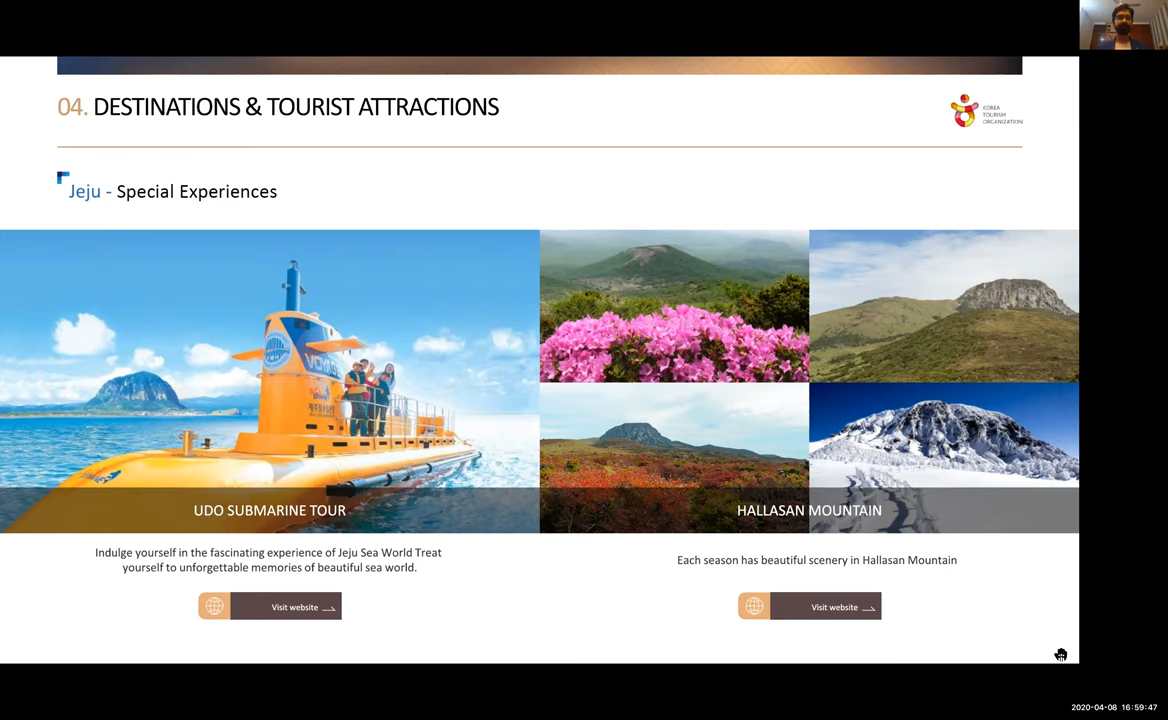 04. DESTINATIONS & TOURIST ATTRACTIONS
KOREA
TOURISM
ORGANIZATION
Jeju - Special Experiences
VOYAGE
UDO SUBMARINE TOUR
HALLASAN MOUNTAIN
Indulge yourself in the fascinating experience of Jeju Sea World Treat
yourself to unforgettable memories of beautiful sea world.
Each season has beautiful scenery in Hallasan Mountain
Visit website
Visit website
2020-04-08 16:59:47